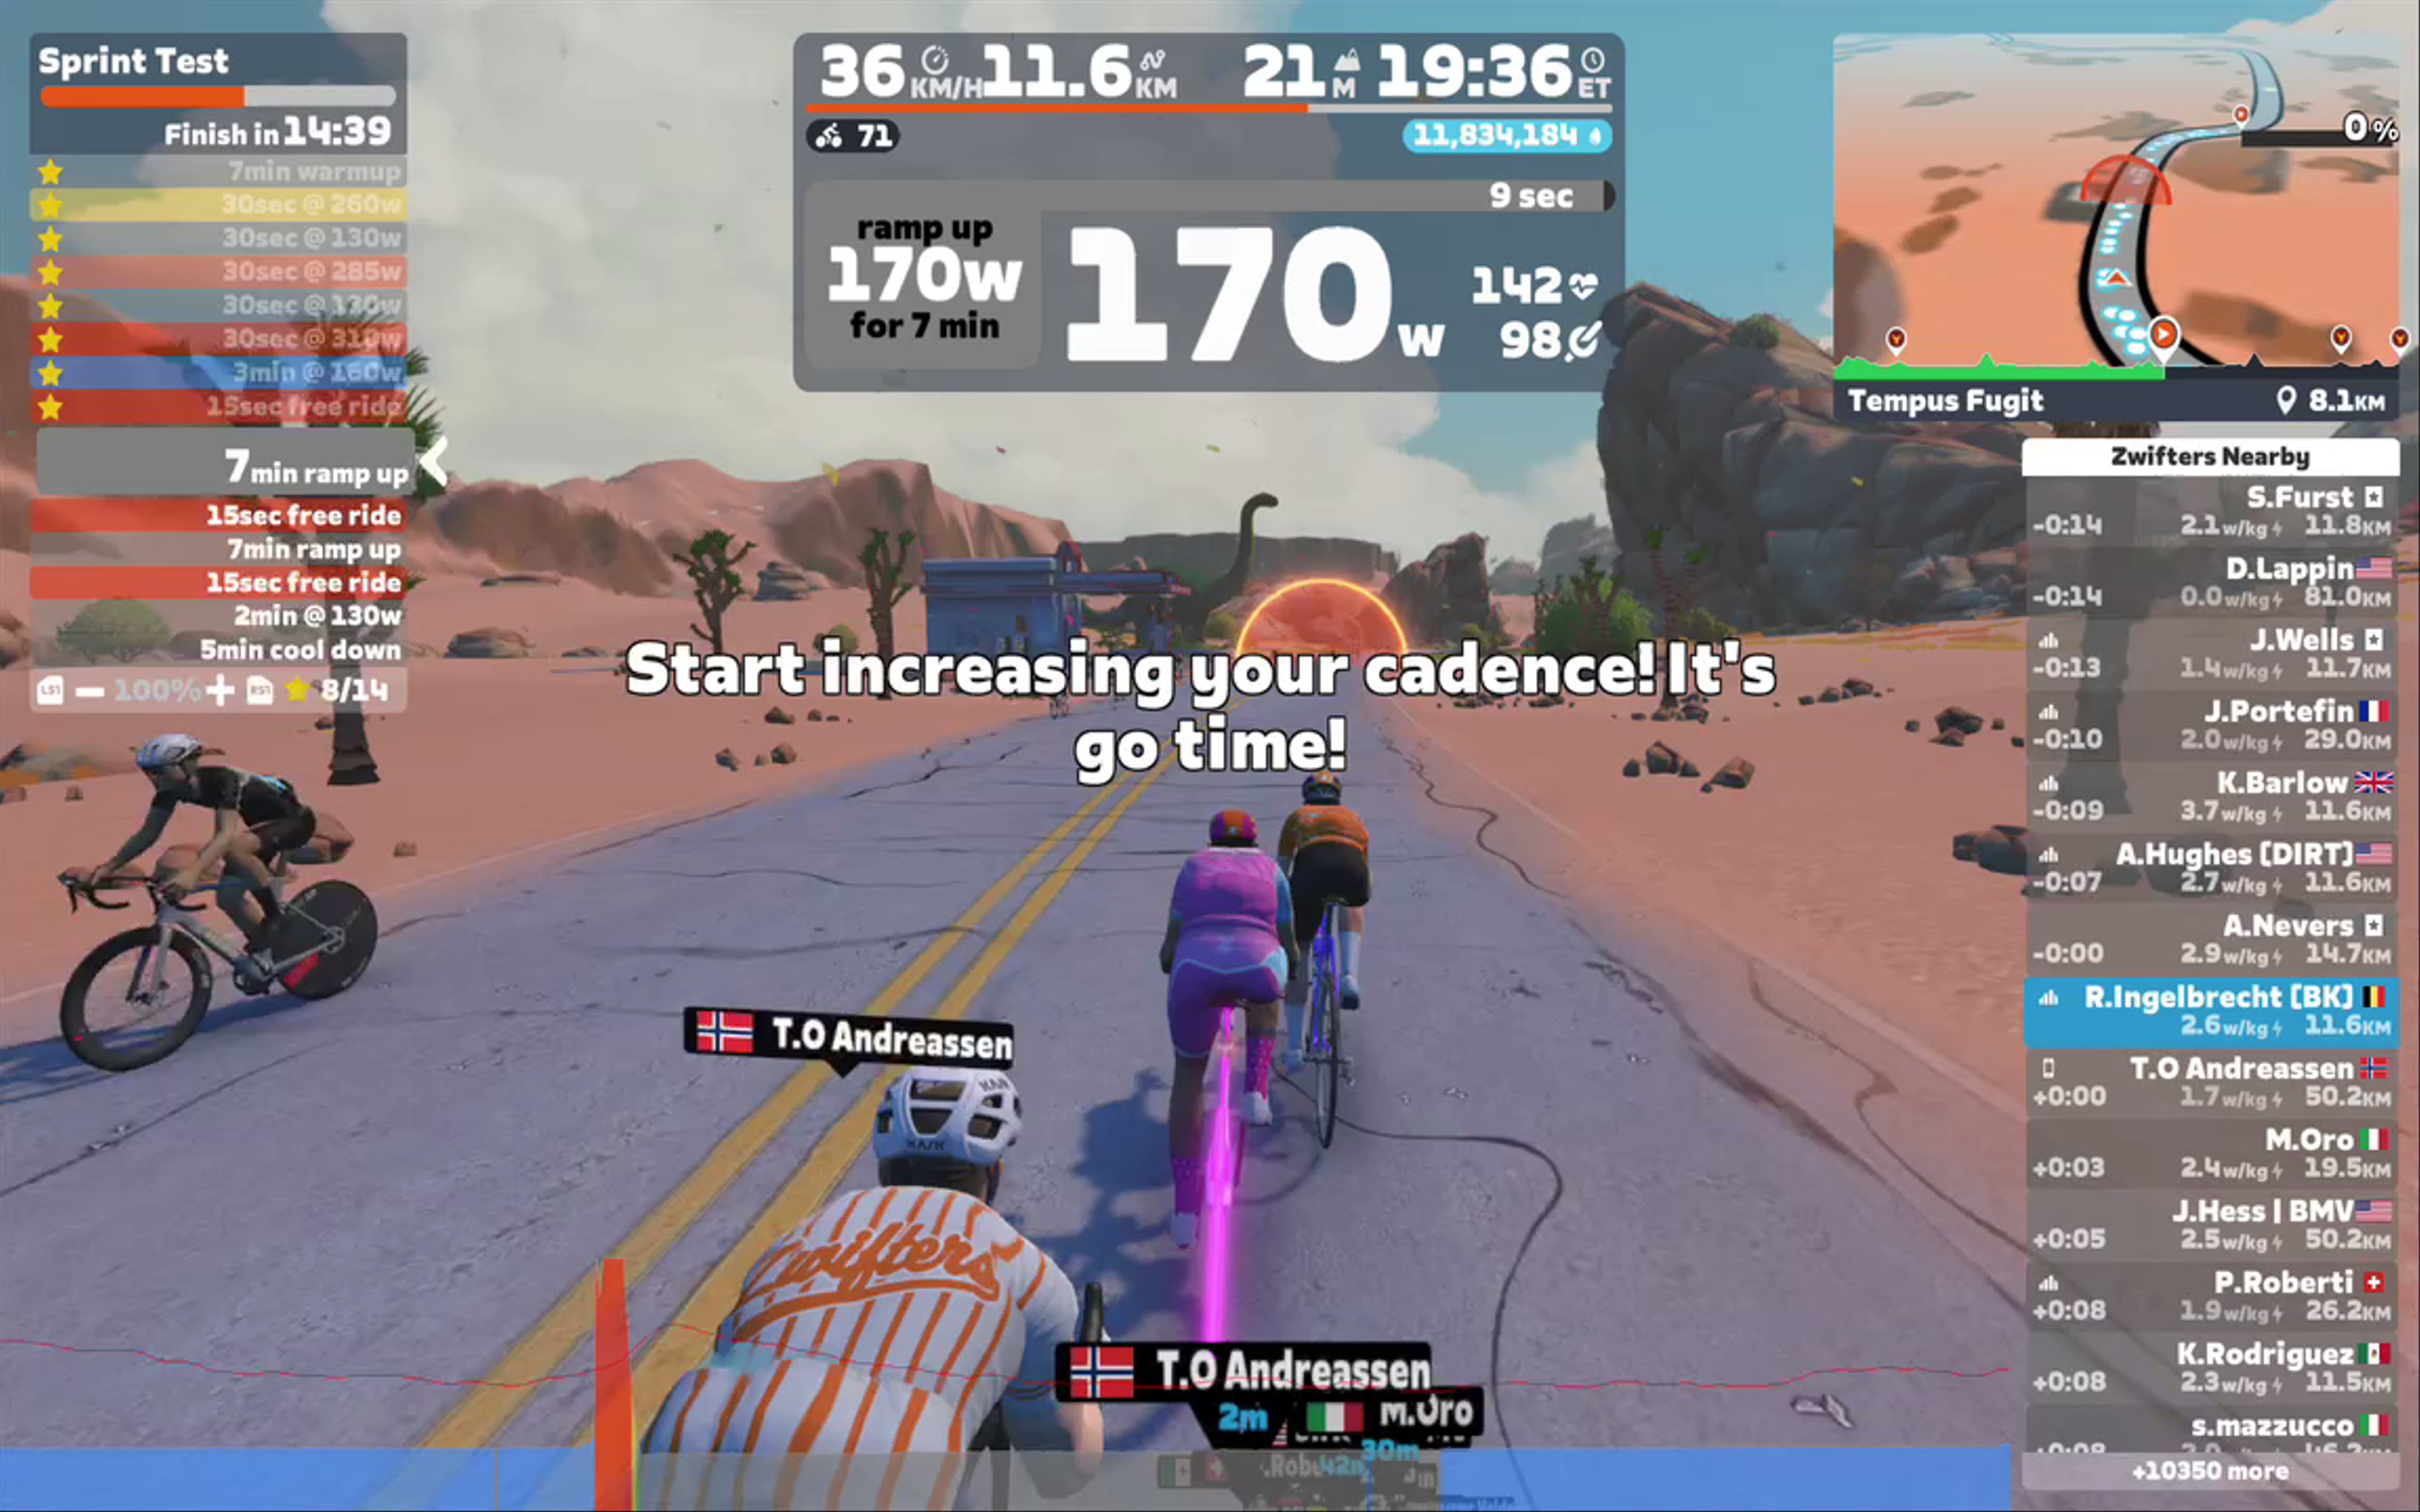 Sprint Test
Finish in 14:39
7min warmup
30sec @ 260w
30sec @ 130w
30sec @ 285w
30sec @ 130w
30sec @ 310w
3min @ 160w
15sec free ride
7min ramp up
15sec free ride
7min ramp up
15sec free ride
2min @ 130w
5min cool down
LS1 100% RS1 8/14
36 KM/H 11.6 KM 21 M 19:36 ET
71 11,834,184
9 sec
ramp up
170w
for 7 min
170 w
142
98
0%
Tempus Fugit 8.1KM
Zwifters Nearby
S.Furst
-0:14 2.1w/kg 11.8KM
D.Lappin
-0:14 0.0w/kg 81.0KM
J.Wells
-0:13 1.4w/kg 11.7KM
J.Portefin
-0:10 2.0w/kg 29.0KM
K.Barlow
-0:09 3.7w/kg 11.6KM
A.Hughes (DIRT)
-0:07 2.7w/kg 11.6KM
A.Nevers
-0:00 2.9w/kg 14.7KM
R.Ingelbrecht (BK)
2.6w/kg 11.6KM
T.O Andreassen
+0:00 1.7w/kg 50.2KM
M.Oro
+0:03 2.4w/kg 19.5KM
J.Hess | BMV
+0:05 2.5w/kg 50.2KM
P.Roberti
+0:08 1.9w/kg 26.2KM
K.Rodriguez
+0:08 2.3w/kg 11.5KM
s.mazzucco
+10350 more
Start increasing your cadence! It's
go time!
T.O Andreassen
KASK
Zwifters
T.O Andreassen
2m M.Oro
30m